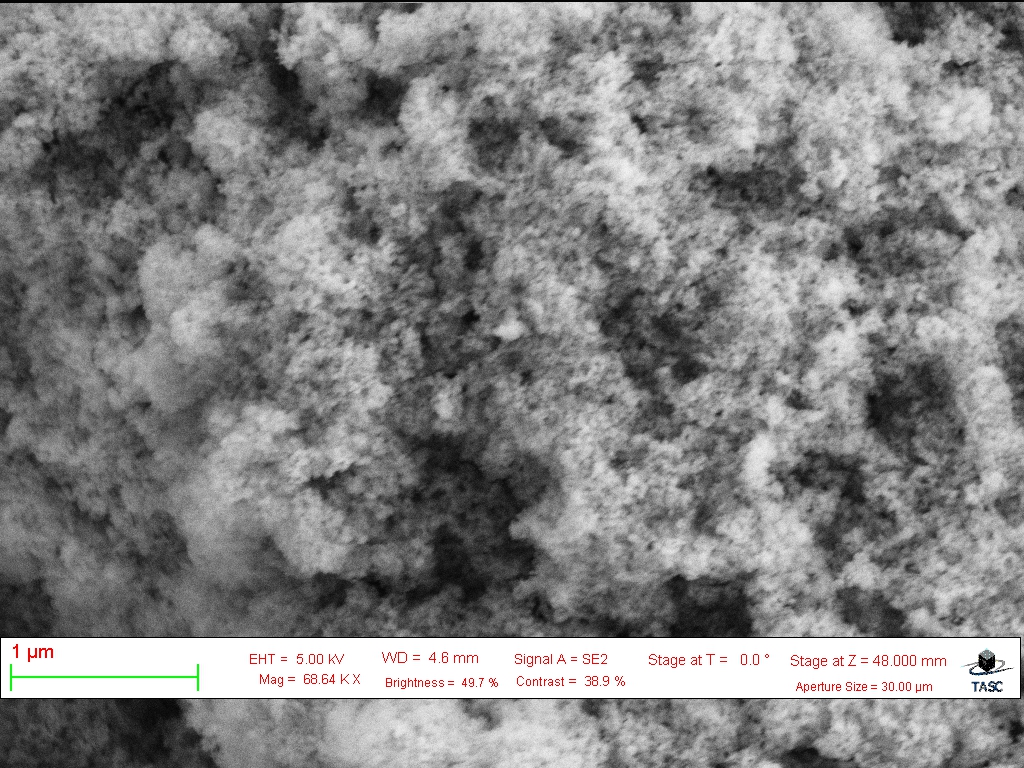 1 µm
EHT = 5.00 kV
WD = 4.6 mm
Signal A = SE2
Stage at T = 0.0 °
Stage at Z = 48.000 mm
Mag = 68.64 K X
Brightness = 49.7 %
Contrast = 38.9 %
Aperture Size = 30.00 µm
TASC